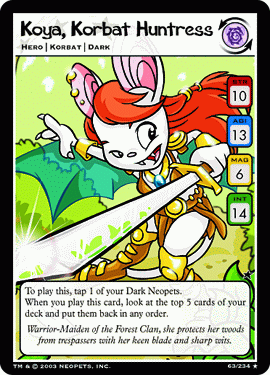 Koya, Korbat Huntress
Hero | Korbat | Dark
STR
10
AGI
13
MAG
6
INT
14
To play this, tap 1 of your Dark Neopets.
When you play this card, look at the top 5 cards of your
deck and put them back in any order.
Warrior-Maiden of the Forest Clan, she protects her woods
from trespassers with her keen blade and sharp wits.
TM & © 2003 NEOPETS, INC.
63/234 ★